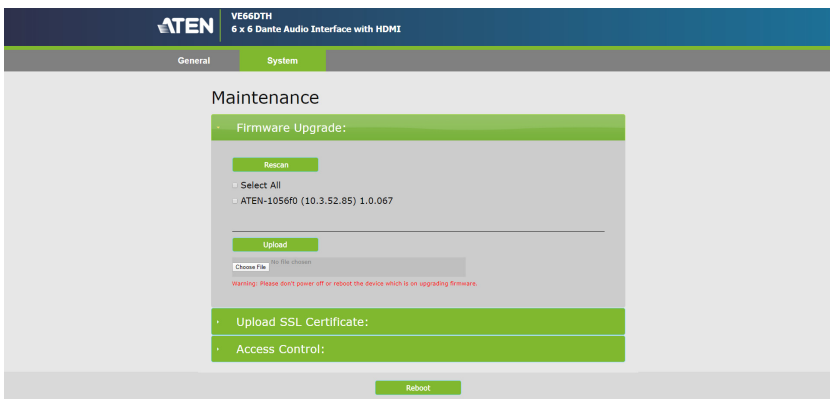 ATEN
VE66DTH
6 x 6 Dante Audio Interface with HDMI
General System
Maintenance
Firmware Upgrade:
Rescan
Select All
ATEN-1056f0 (10.3.52.85) 1.0.067
Upload
Choose File No file chosen
Warning: Please don't power off or reboot the device which is on upgrading firmware.
Upload SSL Certificate:
Access Control:
Reboot